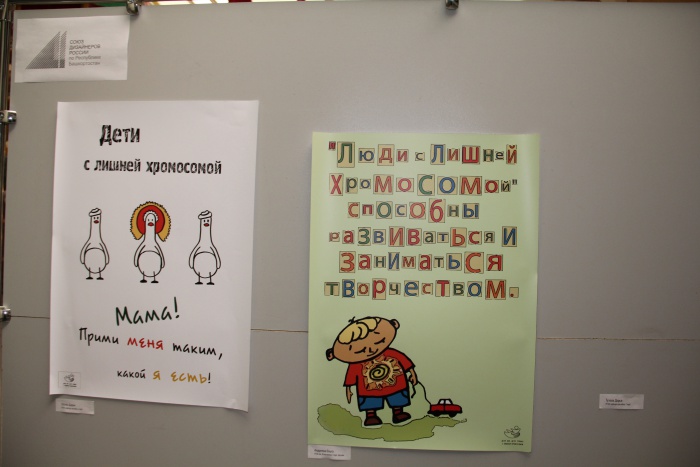 СОЮЗ
ДИЗАЙНЕРОВ
РОССИИ
по Республике
Башкортостан
Дети
с лишней хромосомой
Мама!
Прими меня таким,
какой я есть!
"Люди с лишней
Хромосомой"
способны
развиваться и
заниматься
творчеством.